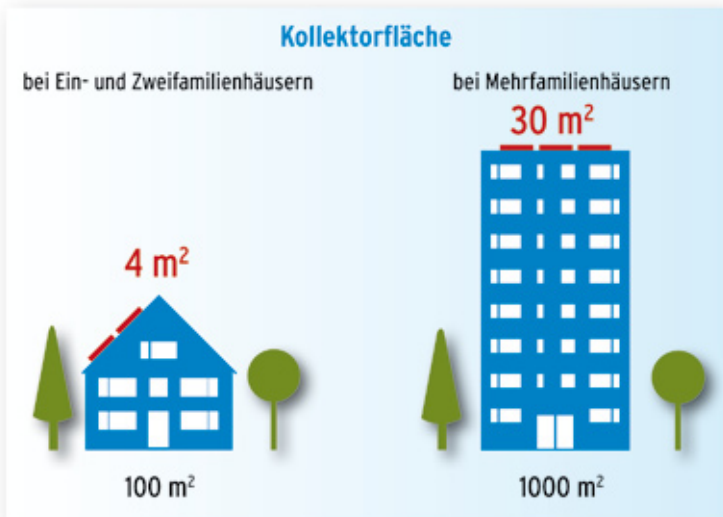 Kollektorfläche
bei Ein- und Zweifamilienhäusern
4 m²
100 m²
bei Mehrfamilienhäusern
30 m²
1000 m²